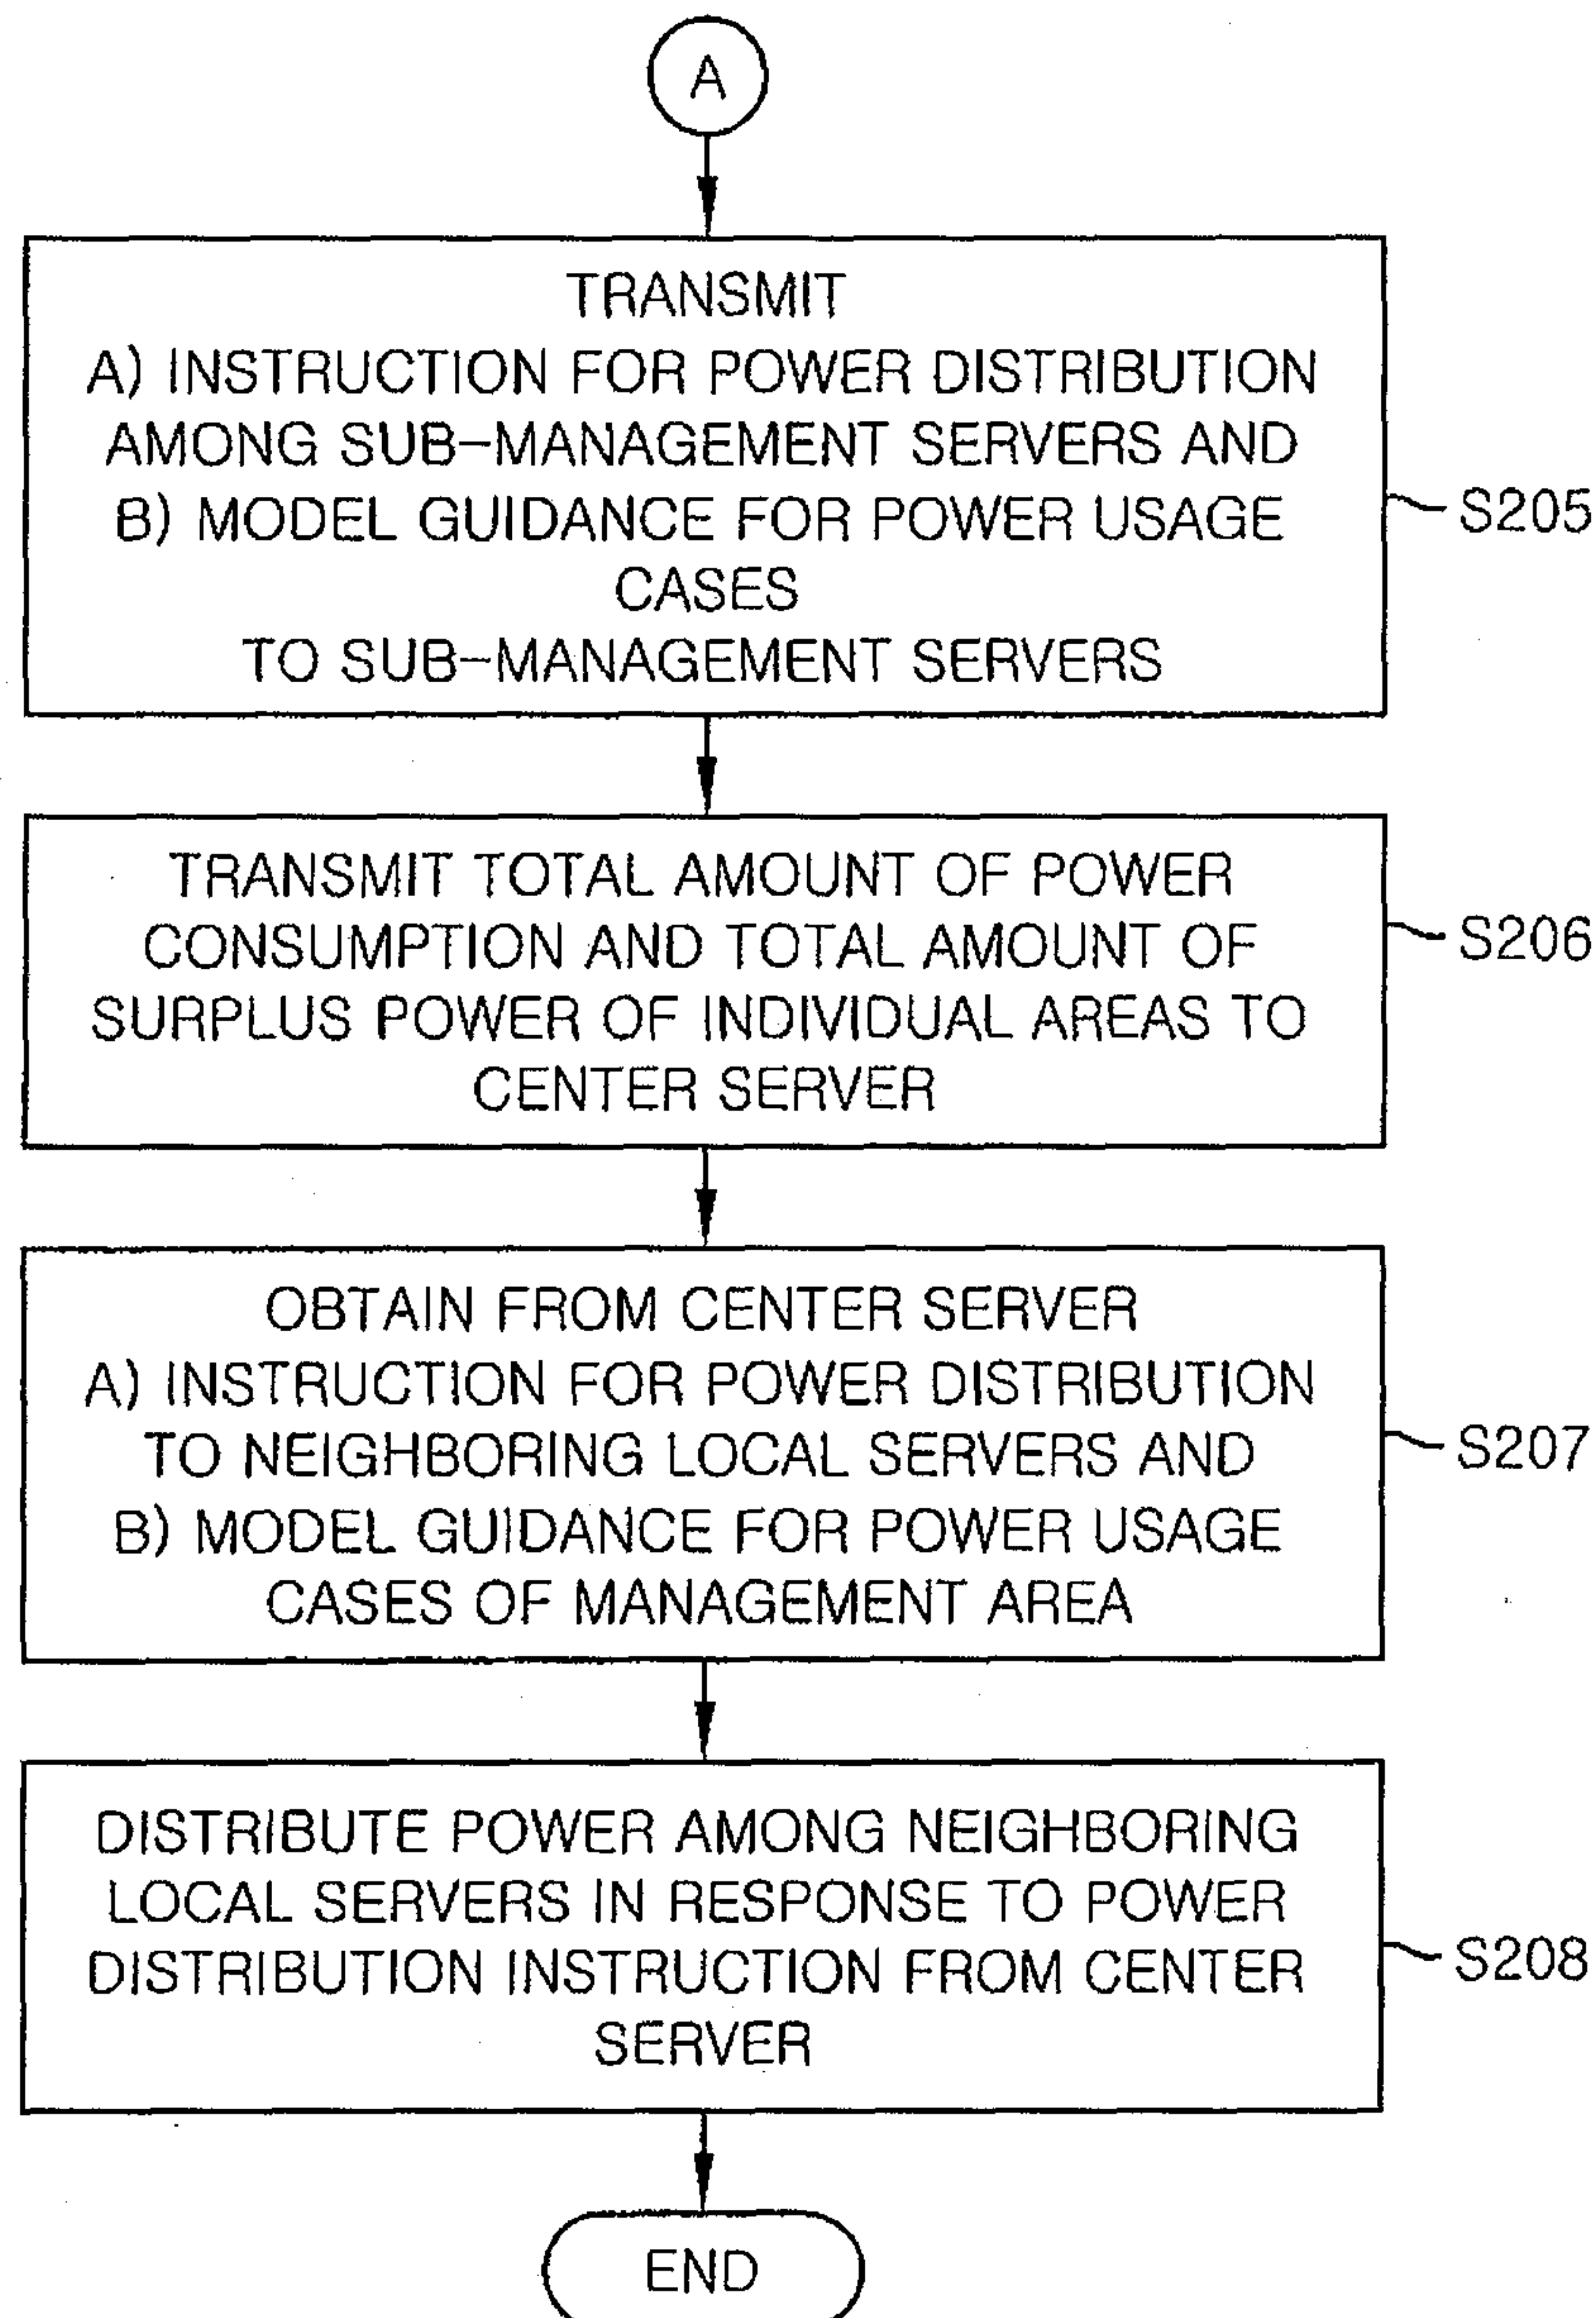 A
TRANSMIT
A) INSTRUCTION FOR POWER DISTRIBUTION
AMONG SUB-MANAGEMENT SERVERS AND
B) MODEL GUIDANCE FOR POWER USAGE
CASES
TO SUB-MANAGEMENT SERVERS
S205
TRANSMIT TOTAL AMOUNT OF POWER
CONSUMPTION AND TOTAL AMOUNT OF
SURPLUS POWER OF INDIVIDUAL AREAS TO
CENTER SERVER
S206
OBTAIN FROM CENTER SERVER
A) INSTRUCTION FOR POWER DISTRIBUTION
TO NEIGHBORING LOCAL SERVERS AND
B) MODEL GUIDANCE FOR POWER USAGE
CASES OF MANAGEMENT AREA
S207
DISTRIBUTE POWER AMONG NEIGHBORING
LOCAL SERVERS IN RESPONSE TO POWER
DISTRIBUTION INSTRUCTION FROM CENTER
SERVER
S208
END